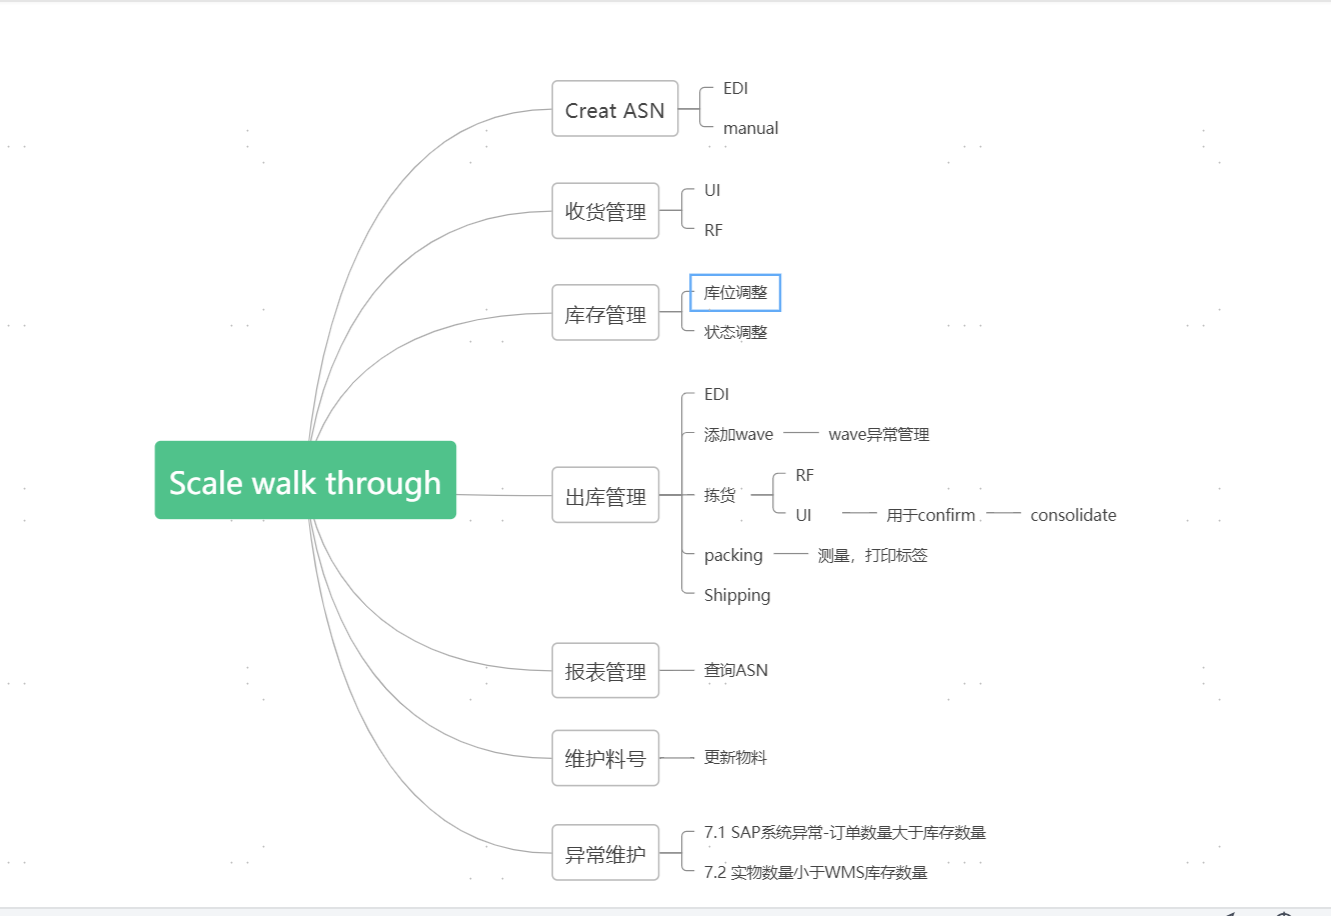 Creat ASN
EDI
manual
收货管理
UI
RF
库存管理
库位调整
状态调整
Scale walk through
出库管理
EDI
添加wave
wave异常管理
拣货
RF
UI
用于confirm
consolidate
packing
测量，打印标签
Shipping
报表管理
查询ASN
维护料号
更新物料
异常维护
7.1 SAP系统异常-订单数量大于库存数量
7.2 实物数量小于WMS库存数量